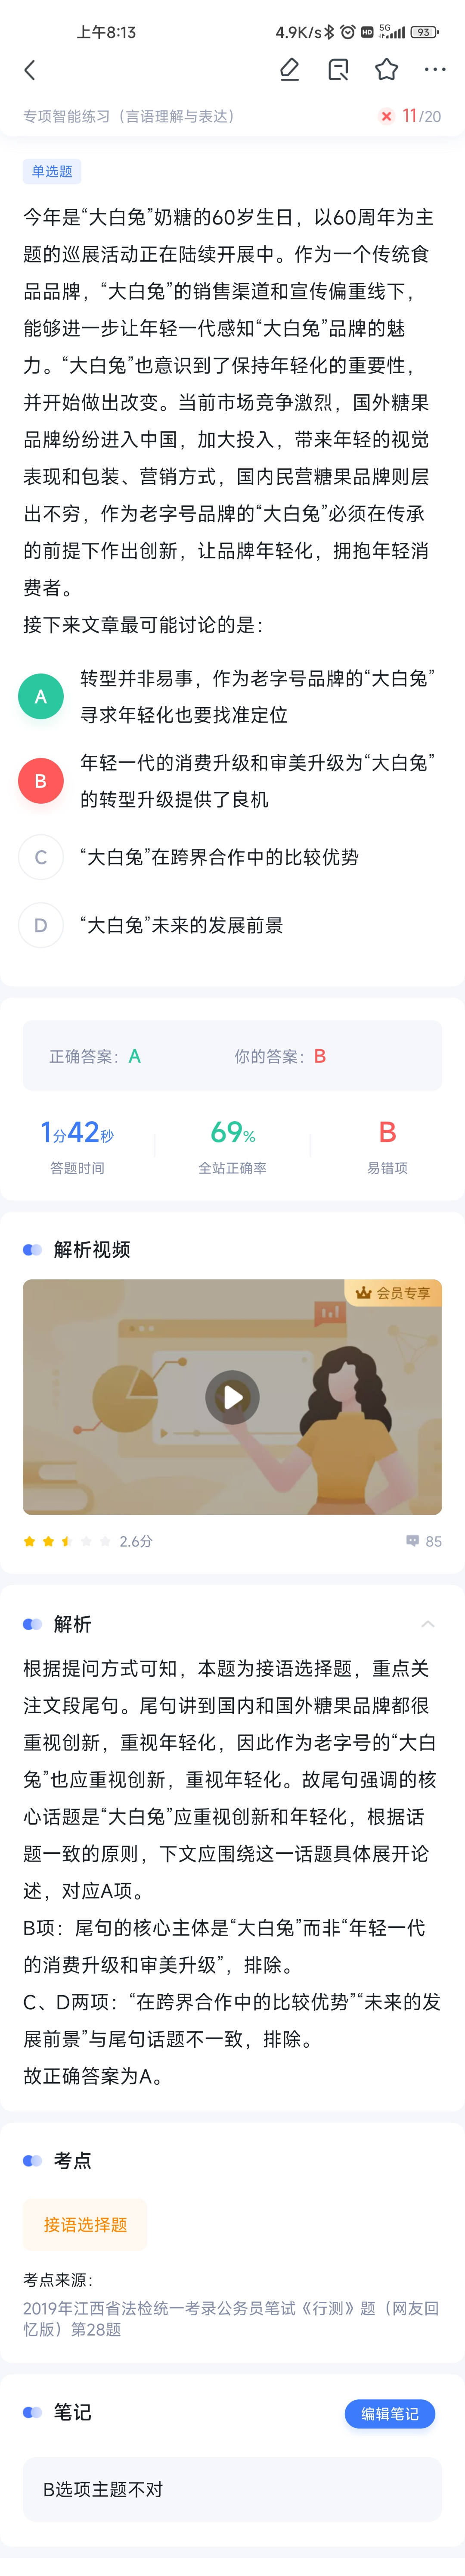 上午8:13
4.9K/s
HD
5G
93
专项智能练习（言语理解与表达）
11/20
单选题
今年是“大白兔”奶糖的60岁生日，以60周年为主
题的巡展活动正在陆续开展中。作为一个传统食
品品牌，“大白兔”的销售渠道和宣传偏重线下，
能够进一步让年轻一代感知“大白兔”品牌的魅
力。“大白兔”也意识到了保持年轻化的重要性，
并开始做出改变。当前市场竞争激烈，国外糖果
品牌纷纷进入中国，加大投入，带来年轻的视觉
表现和包装、营销方式，国内民营糖果品牌则层
出不穷，作为老字号品牌的“大白兔”必须在传承
的前提下作出创新，让品牌年轻化，拥抱年轻消
费者。
接下来文章最可能讨论的是：
A
转型并非易事，作为老字号品牌的“大白兔”
寻求年轻化也要找准定位
B
年轻一代的消费升级和审美升级为“大白兔”
的转型升级提供了良机
C
“大白兔”在跨界合作中的比较优势
D
“大白兔”未来的发展前景
正确答案：A
你的答案：B
1分42秒
69%
B
答题时间
全站正确率
易错项
解析视频
会员专享
2.6分
85
解析
根据提问方式可知，本题为接语选择题，重点关
注文段尾句。尾句讲到国内和国外糖果品牌都很
重视创新，重视年轻化，因此作为老字号的“大白
兔”也应重视创新，重视年轻化。故尾句强调的核
心话题是“大白兔”应重视创新和年轻化，根据话
题一致的原则，下文应围绕这一话题具体展开论
述，对应A项。
B项：尾句的核心主体是“大白兔”而非“年轻一代
的消费升级和审美升级”，排除。
C、D两项：“在跨界合作中的比较优势”“未来的发
展前景”与尾句话题不一致，排除。
故正确答案为A。
考点
接语选择题
考点来源：
2019年江西省法检统一考录公务员笔试《行测》题（网友回
忆版）第28题
笔记
编辑笔记
B选项主题不对